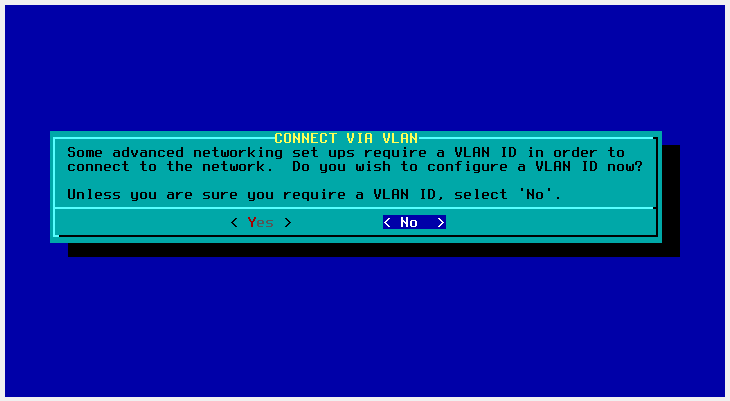 CONNECT VIA VLAN
Some advanced networking set ups require a VLAN ID in order to
connect to the network.  Do you wish to configure a VLAN ID now?
Unless you are sure you require a VLAN ID, select 'No'.
< Yes > < No  >